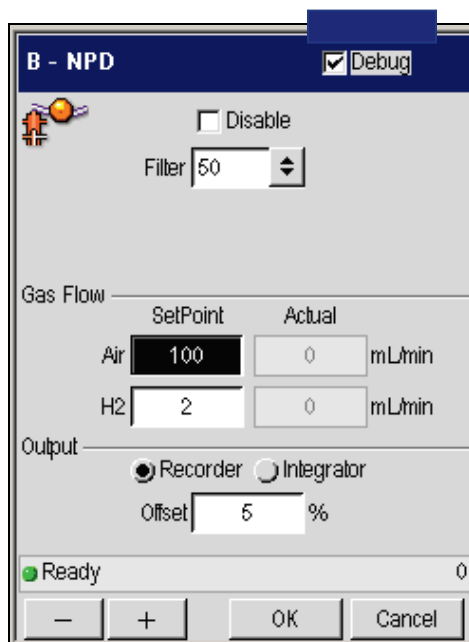 B - NPD Debug
Disable
Filter 50
Gas Flow
SetPoint Actual
Air 100 0 mL/min
H2 2 0 mL/min
Output
Recorder Integrator
Offset 5 %
Ready 0
− + OK Cancel